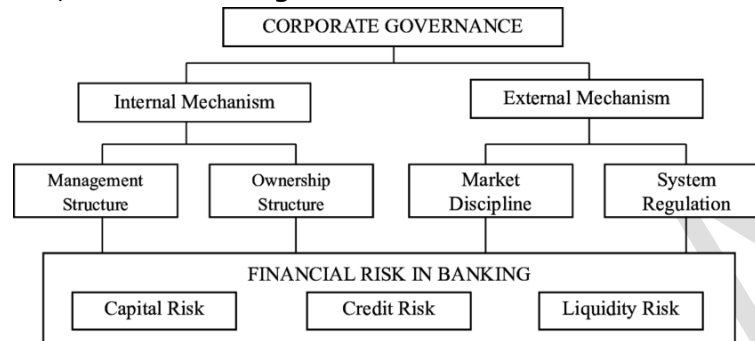 CORPORATE GOVERNANCE
Internal Mechanism
External Mechanism
Management
Structure
Ownership
Structure
Market
Discipline
System
Regulation
FINANCIAL RISK IN BANKING
Capital Risk
Credit Risk
Liquidity Risk